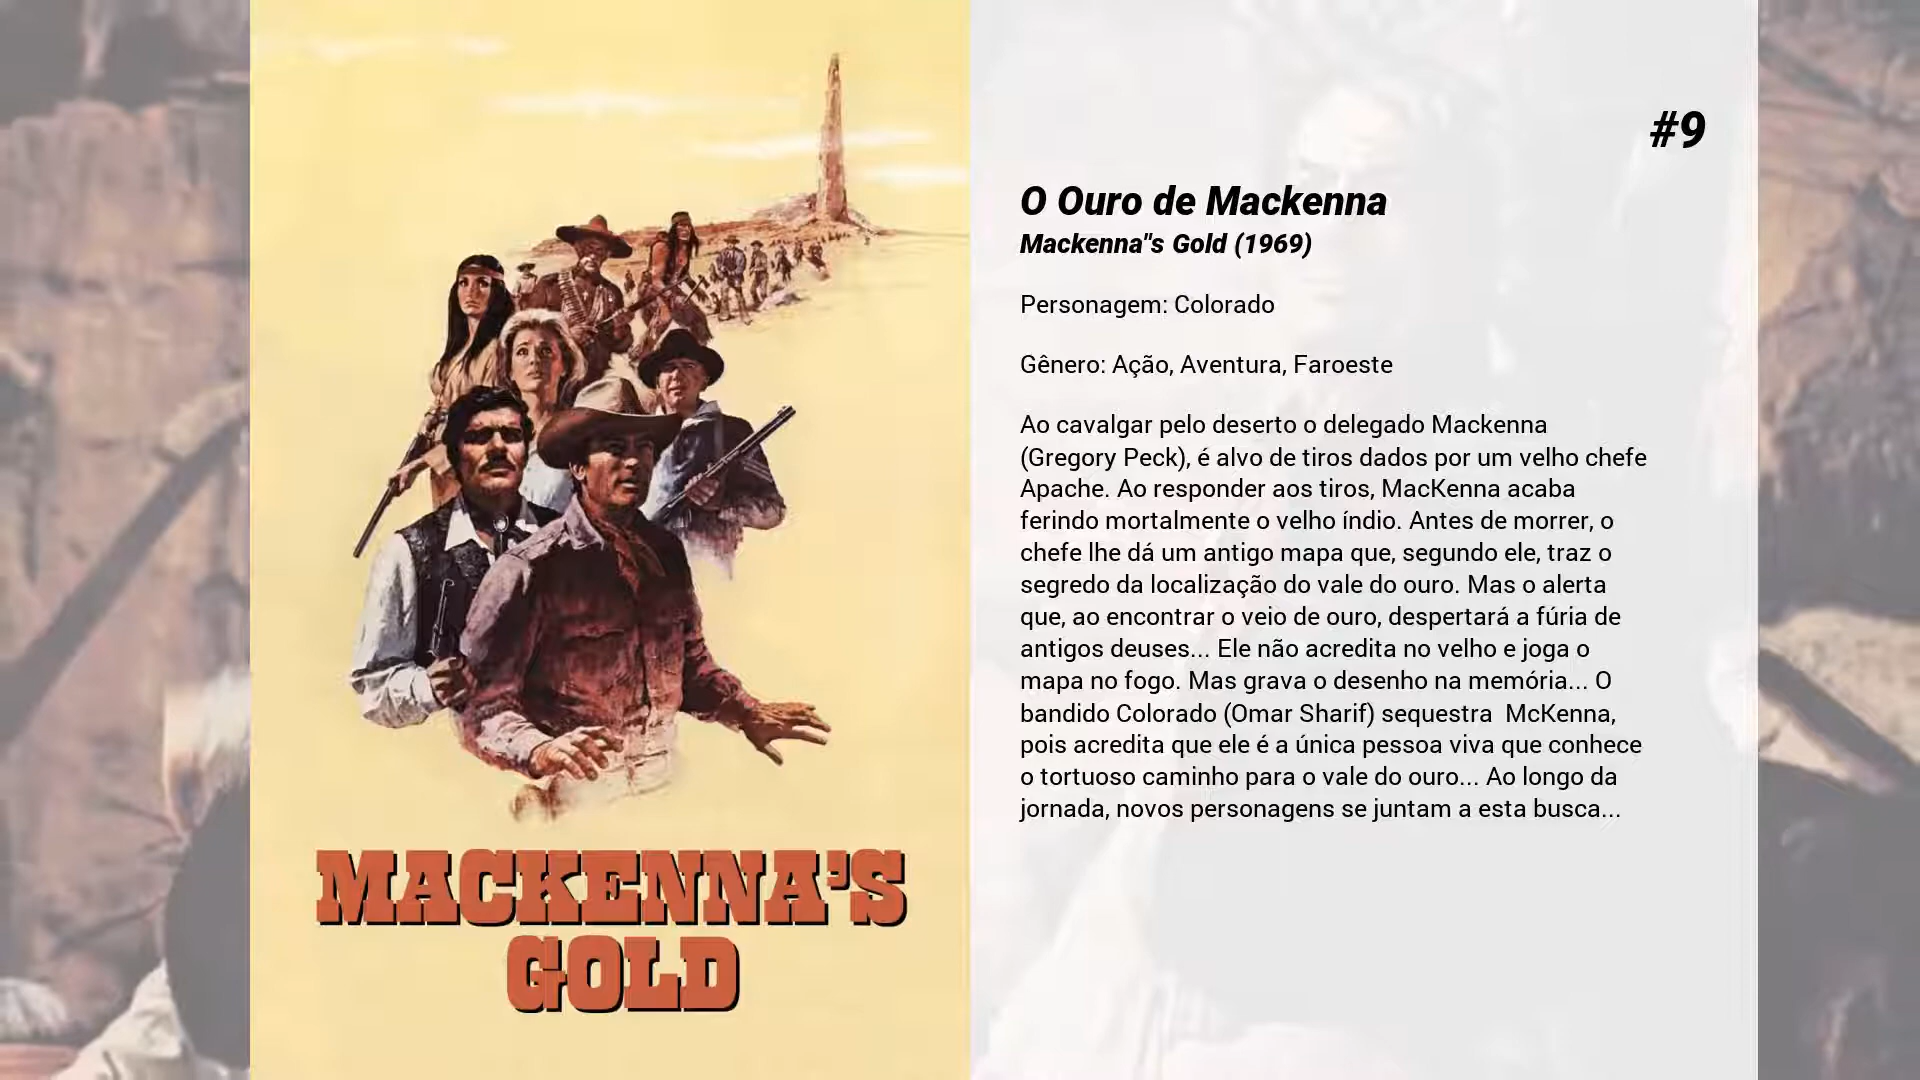 MACKENNA'S
GOLD
#9
O Ouro de Mackenna
Mackenna"s Gold (1969)
Personagem: Colorado
Gênero: Ação, Aventura, Faroeste
Ao cavalgar pelo deserto o delegado Mackenna
(Gregory Peck), é alvo de tiros dados por um velho chefe
Apache. Ao responder aos tiros, MacKenna acaba
ferindo mortalmente o velho índio. Antes de morrer, o
chefe lhe dá um antigo mapa que, segundo ele, traz o
segredo da localização do vale do ouro. Mas o alerta
que, ao encontrar o veio de ouro, despertará a fúria de
antigos deuses... Ele não acredita no velho e joga o
mapa no fogo. Mas grava o desenho na memória... O
bandido Colorado (Omar Sharif) sequestra  McKenna,
pois acredita que ele é a única pessoa viva que conhece
o tortuoso caminho para o vale do ouro... Ao longo da
jornada, novos personagens se juntam a esta busca...